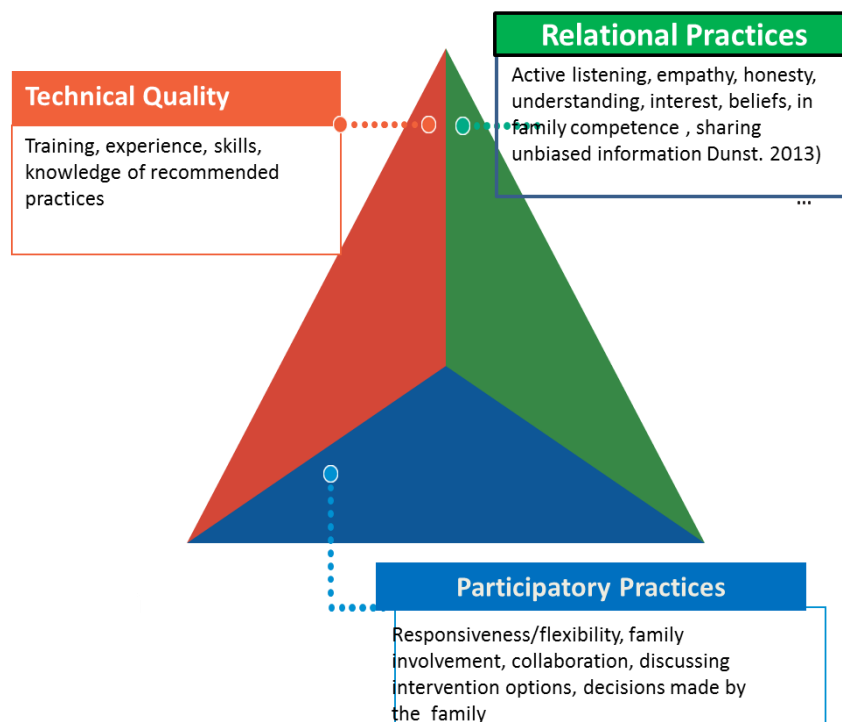 Relational Practices
Active listening, empathy, honesty,
understanding, interest, beliefs, in
family competence , sharing
unbiased information Dunst. 2013)
...
Technical Quality
Training, experience, skills,
knowledge of recommended
practices
Participatory Practices
Responsiveness/flexibility, family
involvement, collaboration, discussing
intervention options, decisions made by
the family